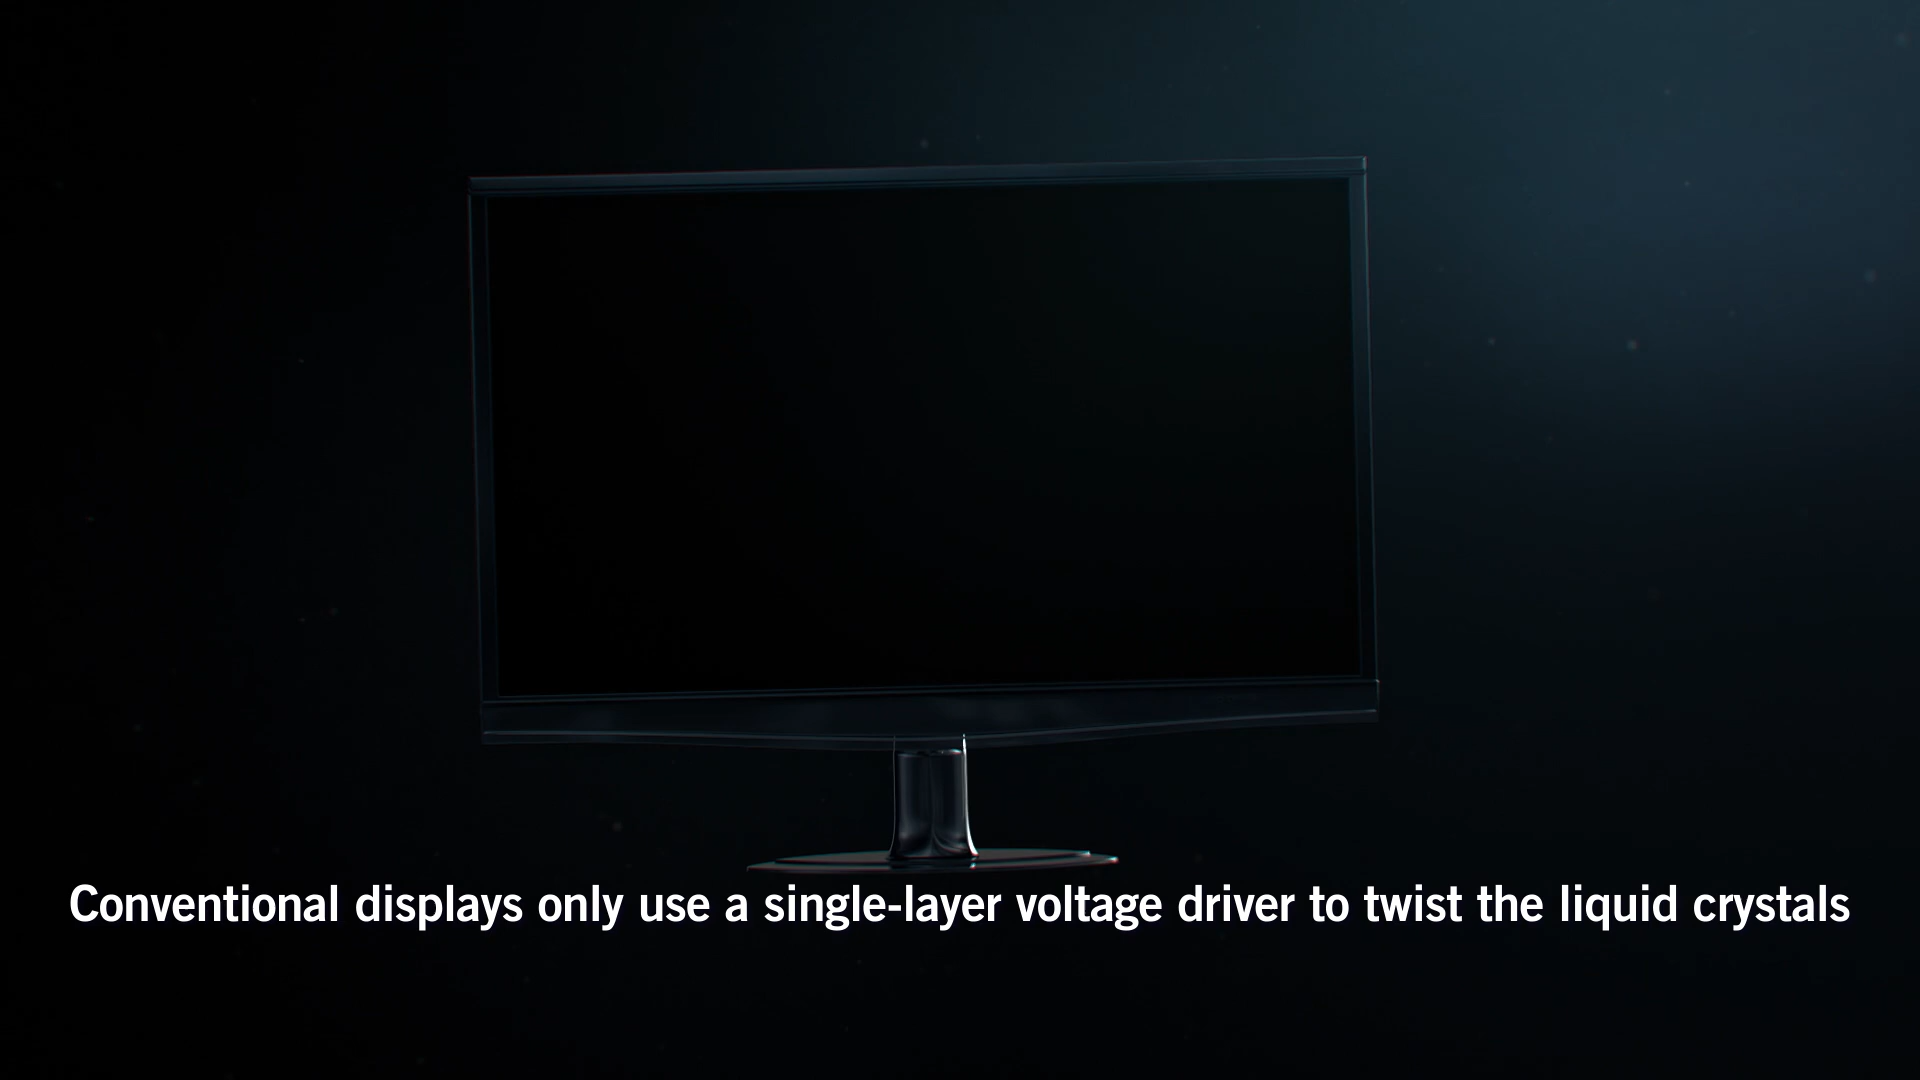 Conventional displays only use a single-layer voltage driver to twist the liquid crystals